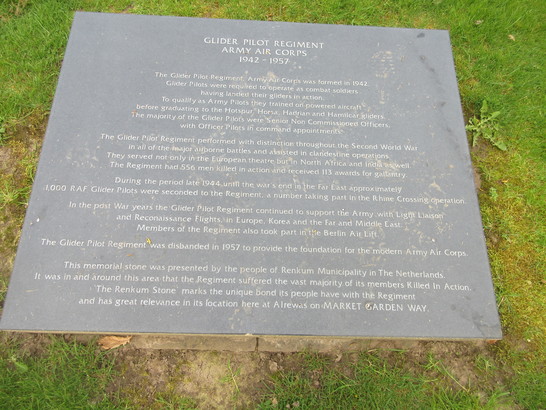 GLIDER PILOT REGIMENT
ARMY AIR CORPS
1942 - 1957
The Glider Pilot Regiment, Army Air Corps was formed in 1942.
Glider Pilots were required to operate as combat soldiers
having landed their gliders in action.
To qualify as Army Pilots they trained on powered aircraft
before graduating to the Hotspur, Horsa, Hadrian and Hamilcar gliders.
The majority of the Glider Pilots were Senior Non Commissioned Officers,
with Officer Pilots in command appointments.
The Glider Pilot Regiment performed with distinction throughout the Second World War
in all of the major airborne battles and assisted in clandestine operations.
They served not only in the European theatre but in North Africa and India as well.
The Regiment had 556 men killed in action and received 113 awards for gallantry.
During the period late 1944 until the war's end in the Far East approximately
1,000 RAF Glider Pilots were seconded to the Regiment, a number taking part in the Rhine Crossing operation.
In the post War years the Glider Pilot Regiment continued to support the Army with Light Liaison
and Reconaissance Flights in Europe, Korea and the Far and Middle East.
Members of the Regiment also took part in the Berlin Air Lift.
The Glider Pilot Regiment was disbanded in 1957 to provide the foundation for the modern Army Air Corps.
This memorial stone was presented by the people of Renkum Municipality in The Netherlands.
It was in and around this area that the Regiment suffered the vast majority of its members Killed In Action.
'The Renkum Stone' marks the unique bond its people have with the Regiment
and has great relevance in its location here at Alrewas on MARKET GARDEN WAY.